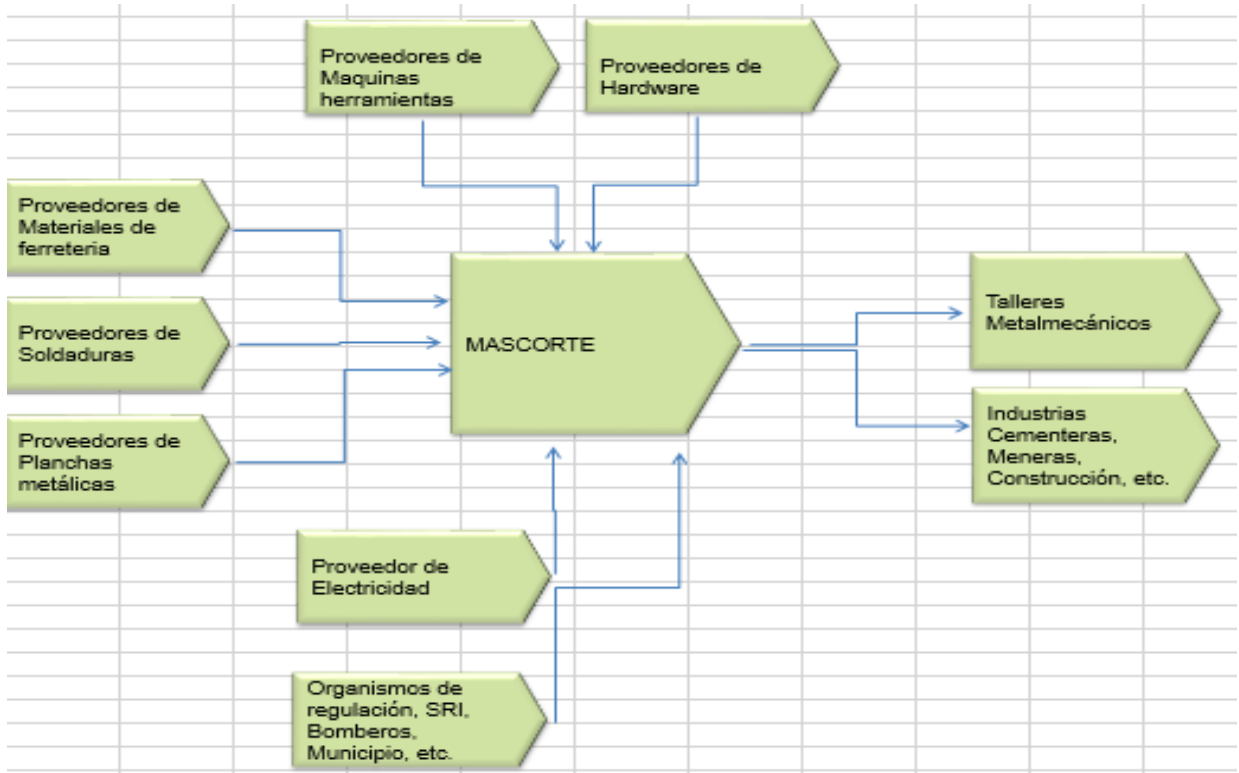 Proveedores de
Maquinas
herramientas
Proveedores de
Hardware
Proveedores de
Materiales de
ferreteria
Proveedores de
Soldaduras
Proveedores de
Planchas
metálicas
MASCORTE
Talleres
Metalmecánicos
Industrias
Cementeras,
Meneras,
Construcción, etc.
Proveedor de
Electricidad
Organismos de
regulación, SRI,
Bomberos,
Municipio, etc.